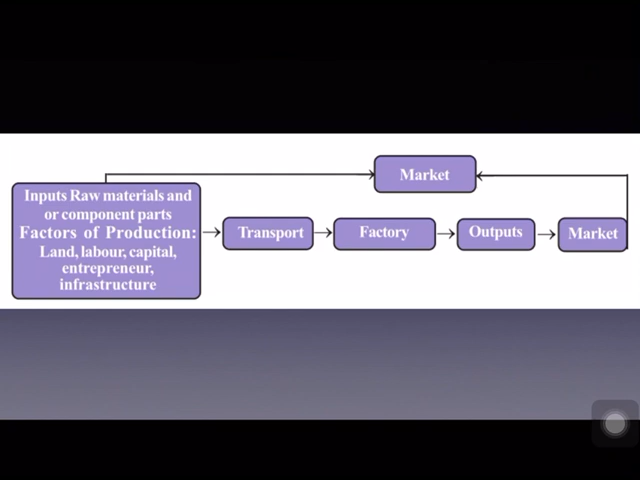 Market
Inputs Raw materials and
or component parts
Factors of Production:
Land, labour, capital,
entrepreneur,
infrastructure
Transport
Factory
Outputs
Market